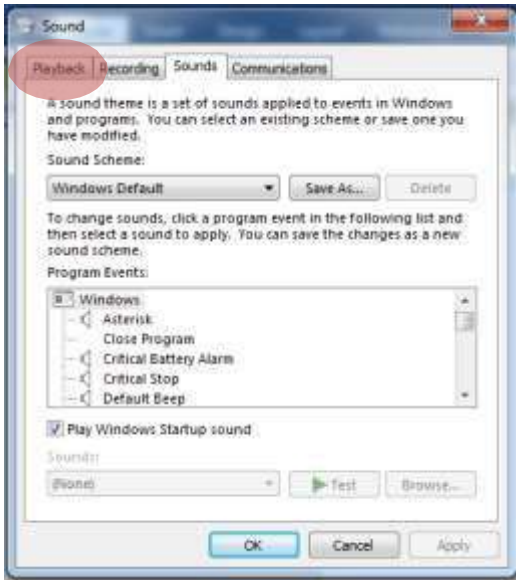 Sound
Playback Recording Sounds Communications
A sound theme is a set of sounds applied to events in Windows
and programs. You can select an existing scheme or save one you
have modified.
Sound Scheme:
Windows Default Save As... Delete
To change sounds, click a program event in the following list and
then select a sound to apply. You can save the changes as a new
sound scheme.
Program Events:
Windows
Asterisk
Close Program
Critical Battery Alarm
Critical Stop
Default Beep
Play Windows Startup sound
Sounds:
(None) Test Browse...
OK Cancel Apply